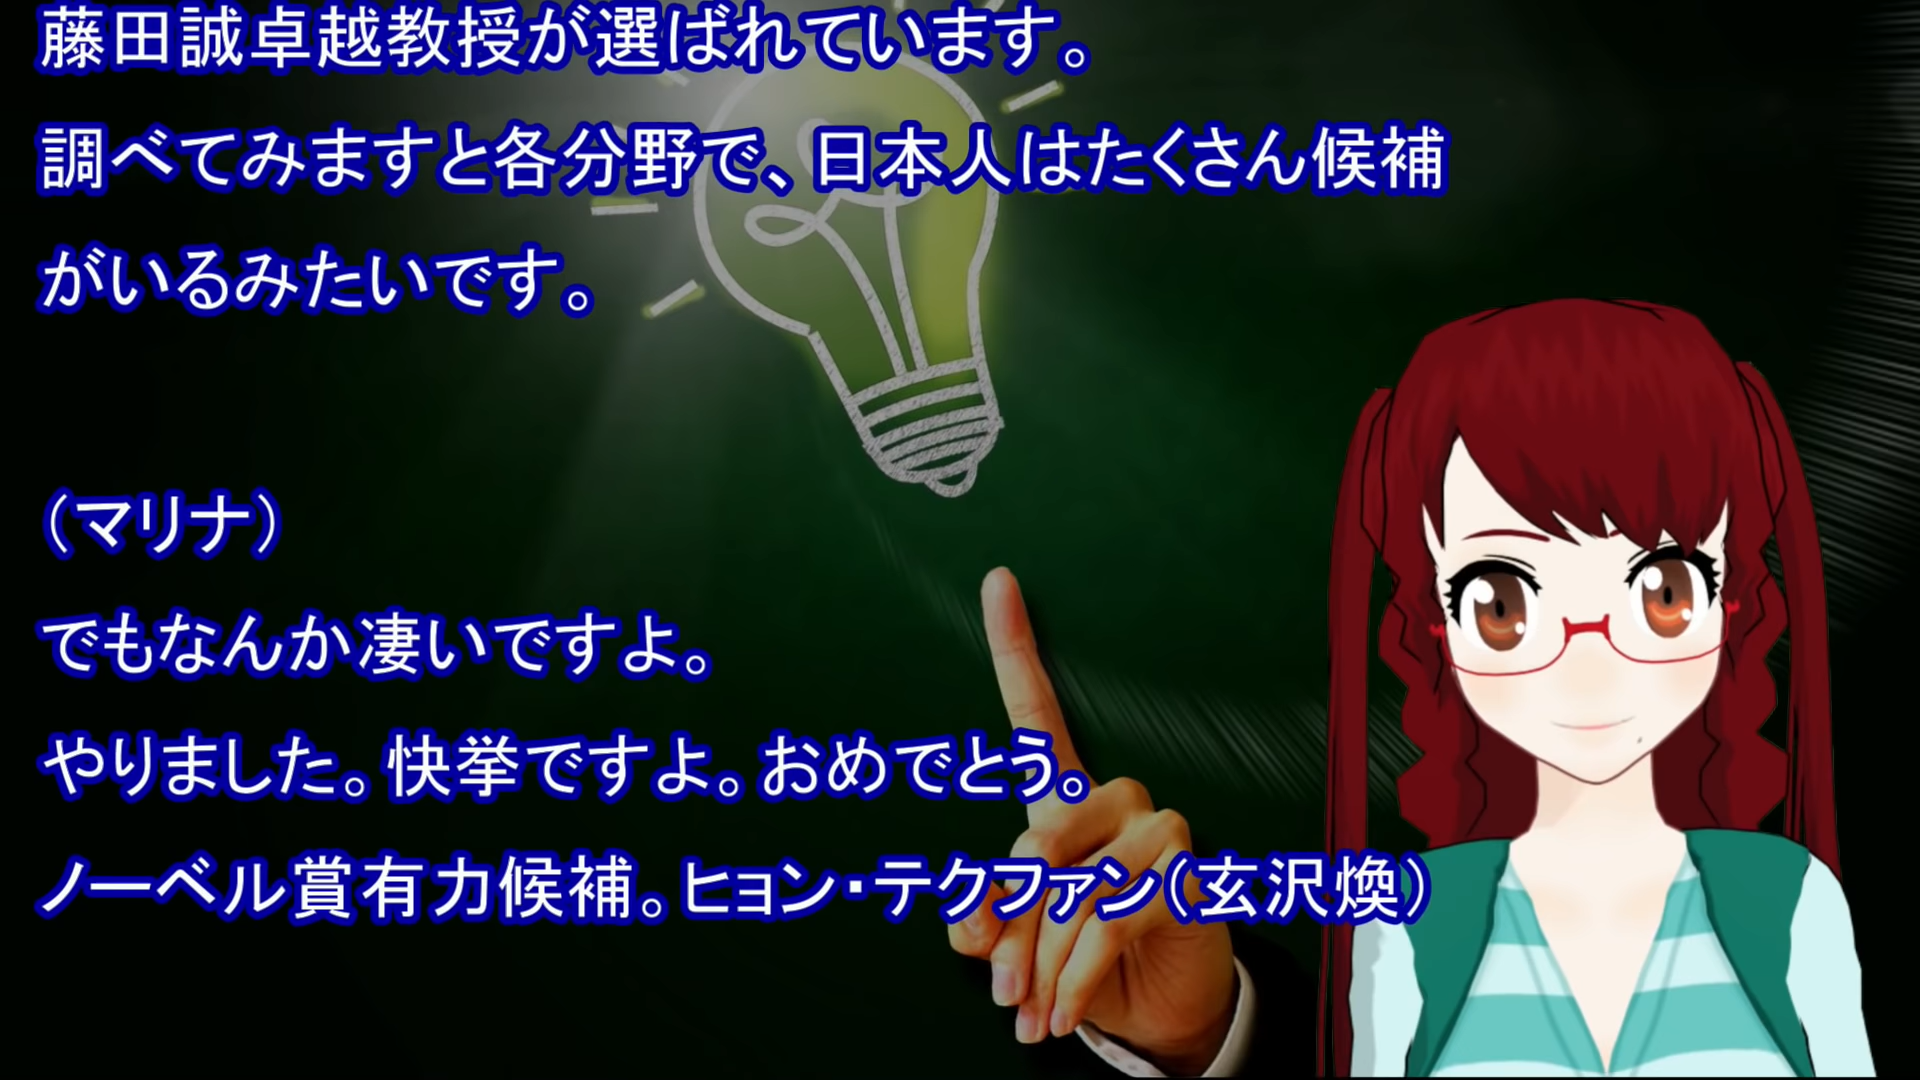 藤田誠卓越教授が選ばれています。
調べてみますと各分野で、日本人はたくさん候補
がいるみたいです。
（マリナ）
でもなんか凄いですよ。
やりました。快挙ですよ。おめでとう。
ノーベル賞有力候補。ヒョン・テクファン（玄沢煥）